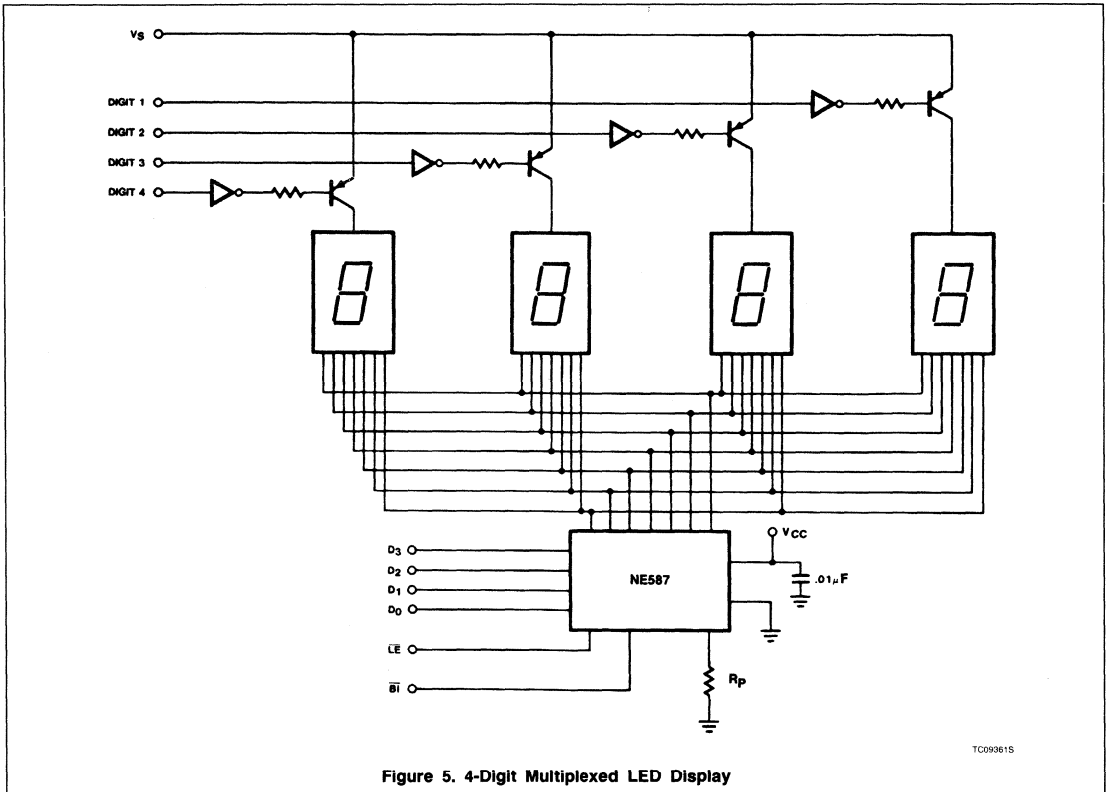 VS
DIGIT 1
DIGIT 2
DIGIT 3
DIGIT 4
VCC
D3
D2
D1
D0
NE587
.01μF
LE
BI
RP
TC09361S
Figure 5. 4-Digit Multiplexed LED Display